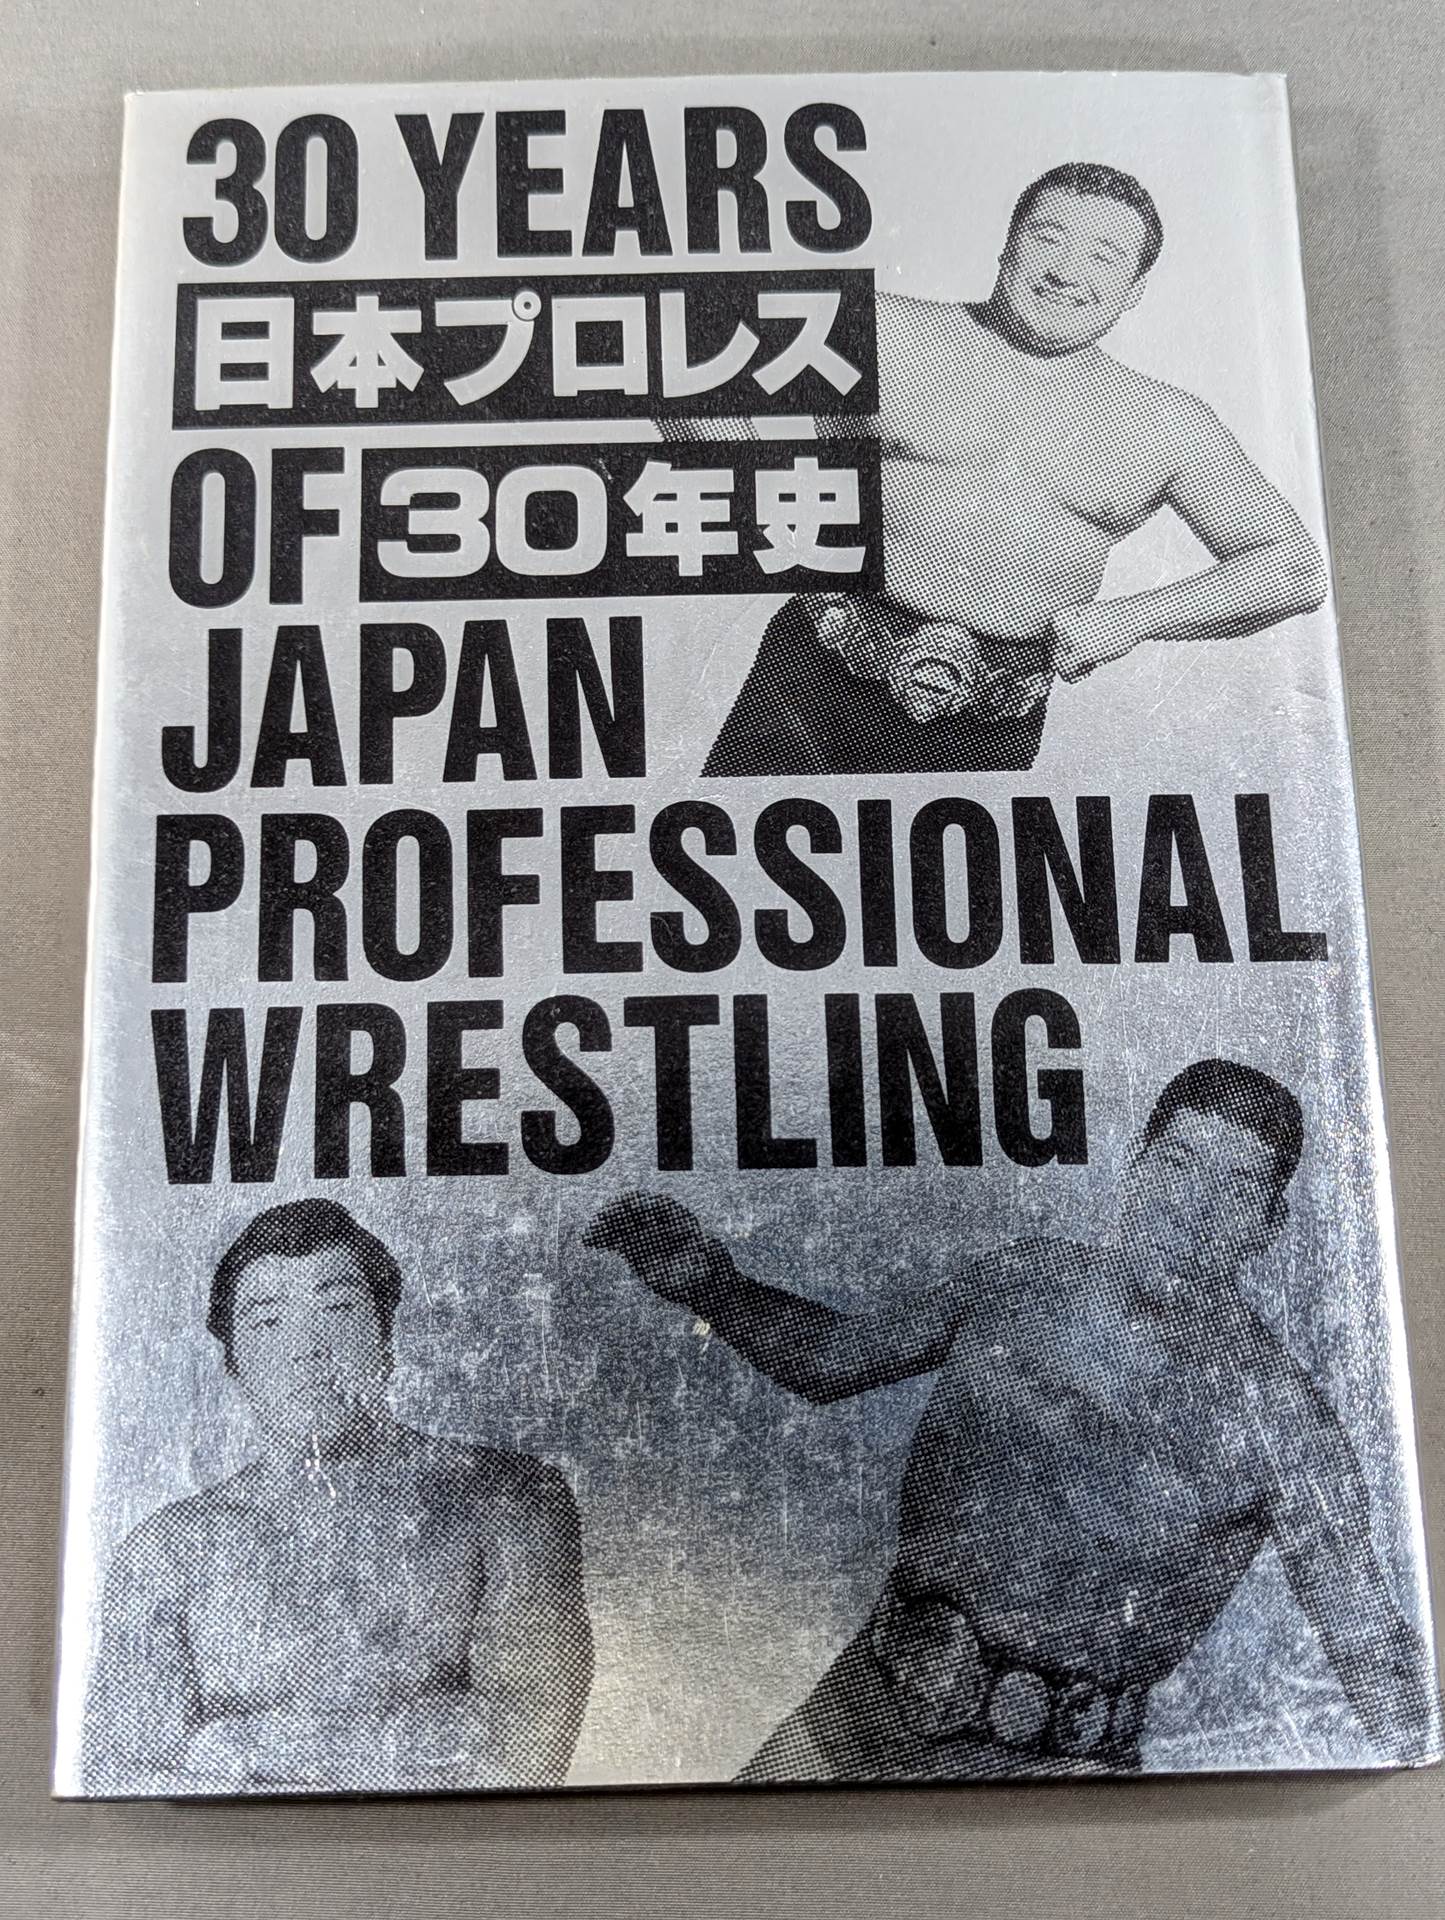 30 YEARS
日本プロレス
OF 30年史
JAPAN
PROFESSIONAL
WRESTLING